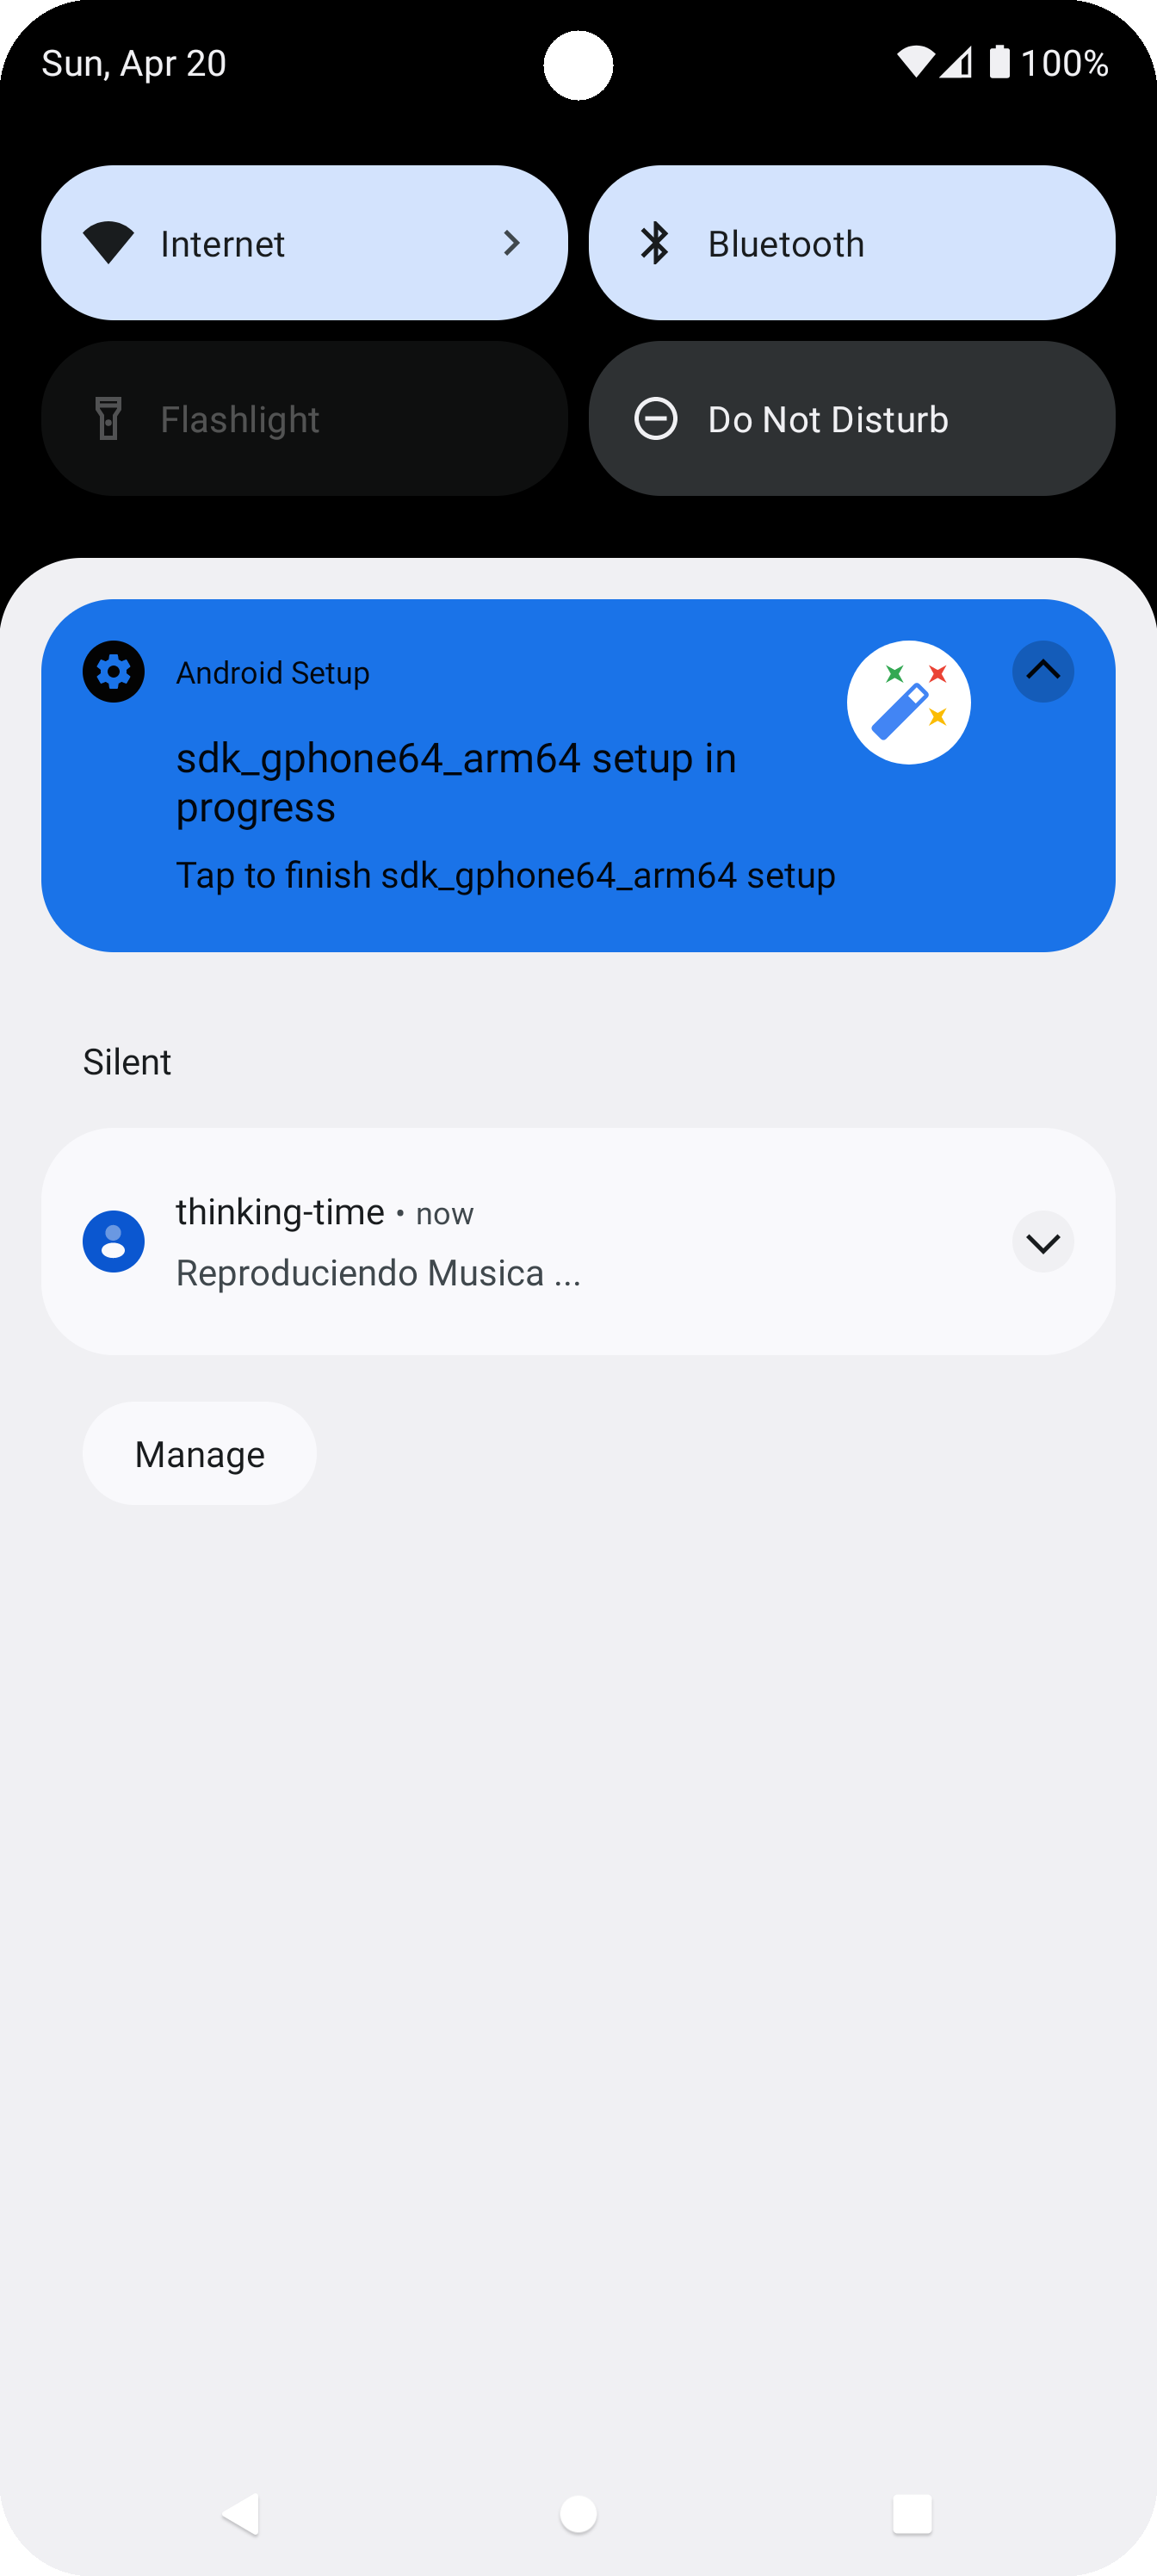 Sun, Apr 20
100%
Internet
Bluetooth
Flashlight
Do Not Disturb
Android Setup
sdk_gphone64_arm64 setup in
progress
Tap to finish sdk_gphone64_arm64 setup
Silent
thinking-time • now
Reproduciendo Musica ...
Manage